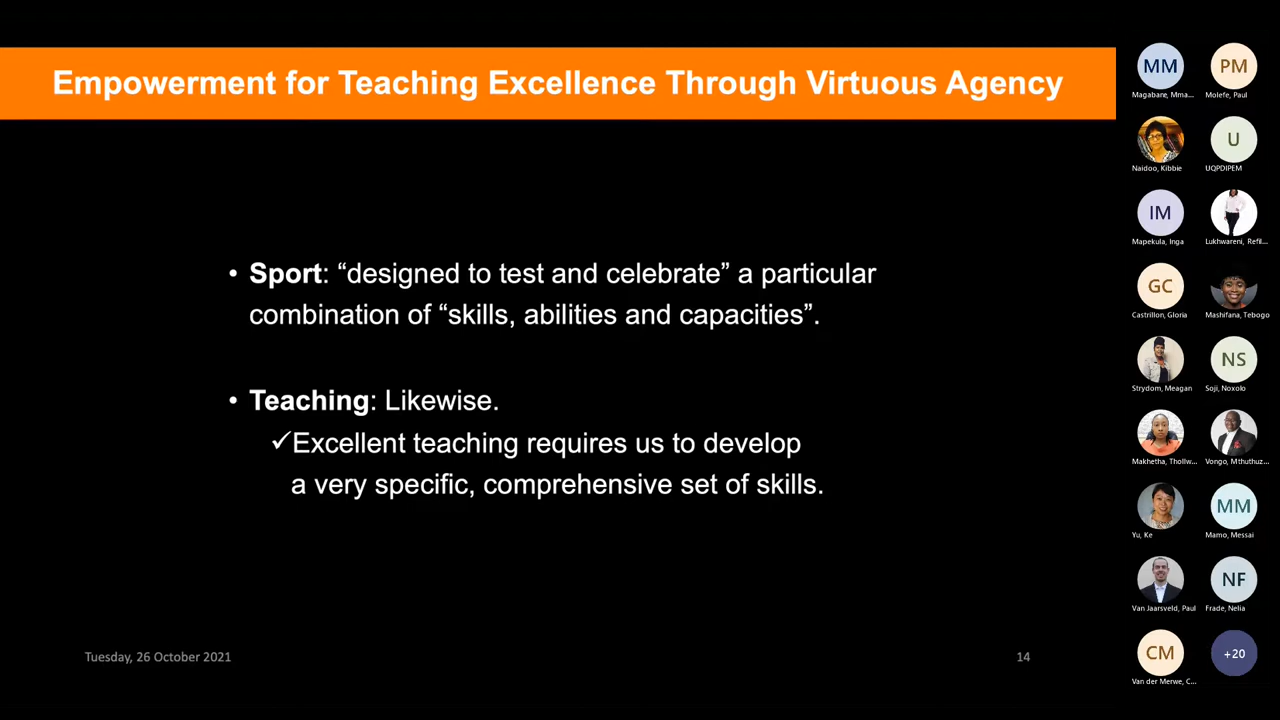 Empowerment for Teaching Excellence Through Virtuous Agency
• Sport: “designed to test and celebrate” a particular
combination of “skills, abilities and capacities”.
• Teaching: Likewise.
✓Excellent teaching requires us to develop
a very specific, comprehensive set of skills.
Tuesday, 26 October 2021
14
MM
PM
Magabare, Mma...
Molefe, Paul
U
Naidoo, Kibbie
UQPDIPEM
IM
Mapekula, Inga
Lukhwareni, Refil...
GC
Castrillon, Gloria
Mashifana, Tebogo
NS
Strydom, Meagan
Soji, Noxolo
Makhetha, Thollw...
Vongo, Mthuthuz...
MM
Yu, Ke
Mamo, Messai
NF
Van Jaarsveld, Paul
Frade, Nelia
CM
+20
Van der Merwe, C...